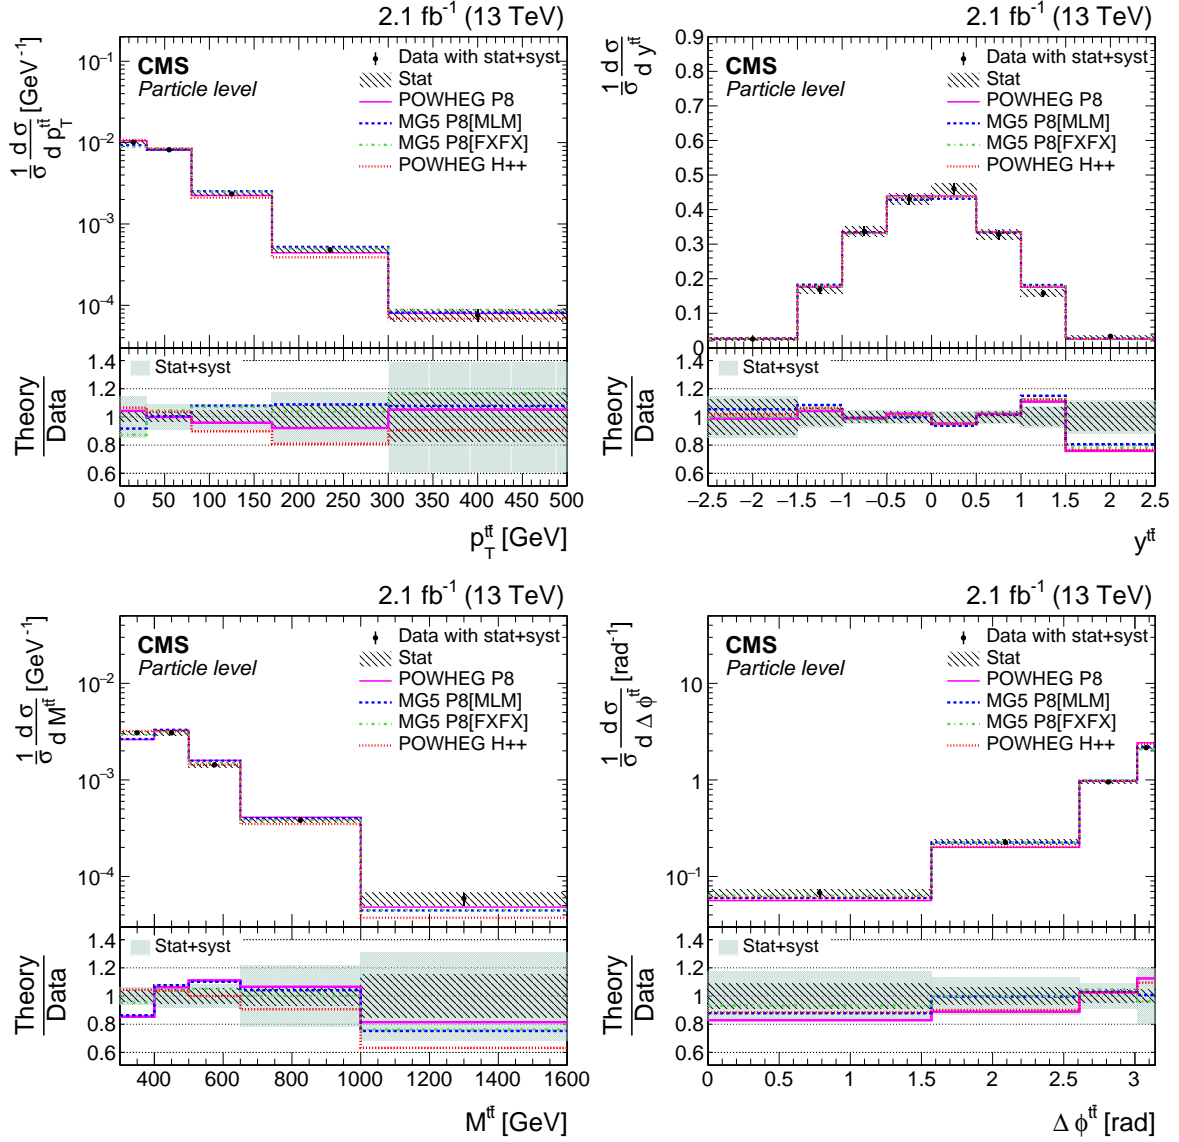 2.1 fb⁻¹ (13 TeV)
CMS
Particle level
Data with stat+syst
Stat
POWHEG P8
MG5 P8[MLM]
MG5 P8[FXFX]
POWHEG H++
1/σ d σ/d p_T^tt̄ [GeV⁻¹]
10⁻¹
10⁻²
10⁻³
10⁻⁴
Stat+syst
Theory/Data
1.4
1.2
1
0.8
0.6
0 50 100 150 200 250 300 350 400 450 500
p_T^tt̄ [GeV]
2.1 fb⁻¹ (13 TeV)
CMS
Particle level
Data with stat+syst
Stat
POWHEG P8
MG5 P8[MLM]
MG5 P8[FXFX]
POWHEG H++
1/σ d σ/d y^tt̄
0.9
0.8
0.7
0.6
0.5
0.4
0.3
0.2
0.1
0
Stat+syst
Theory/Data
1.4
1.2
1
0.8
0.6
−2.5 −2 −1.5 −1 −0.5 0 0.5 1 1.5 2 2.5
y^tt̄
2.1 fb⁻¹ (13 TeV)
CMS
Particle level
Data with stat+syst
Stat
POWHEG P8
MG5 P8[MLM]
MG5 P8[FXFX]
POWHEG H++
1/σ d σ/d M^tt̄ [GeV⁻¹]
10⁻²
10⁻³
10⁻⁴
Stat+syst
Theory/Data
1.4
1.2
1
0.8
0.6
400 600 800 1000 1200 1400 1600
M^tt̄ [GeV]
2.1 fb⁻¹ (13 TeV)
CMS
Particle level
Data with stat+syst
Stat
POWHEG P8
MG5 P8[MLM]
MG5 P8[FXFX]
POWHEG H++
1/σ d σ/d Δ ϕ^tt̄ [rad⁻¹]
10
1
10⁻¹
Stat+syst
Theory/Data
1.4
1.2
1
0.8
0.6
0 0.5 1 1.5 2 2.5 3
Δ ϕ^tt̄ [rad]